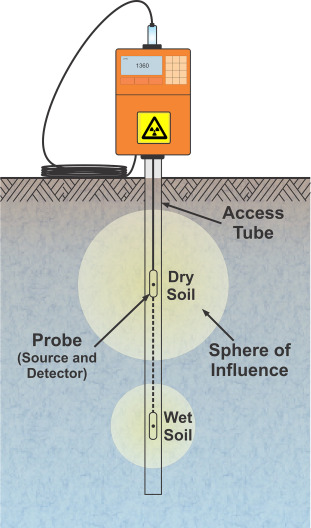 1360
Access
Tube
Dry
Soil
Probe
(Source and
Detector)
Sphere of
Influence
Wet
Soil